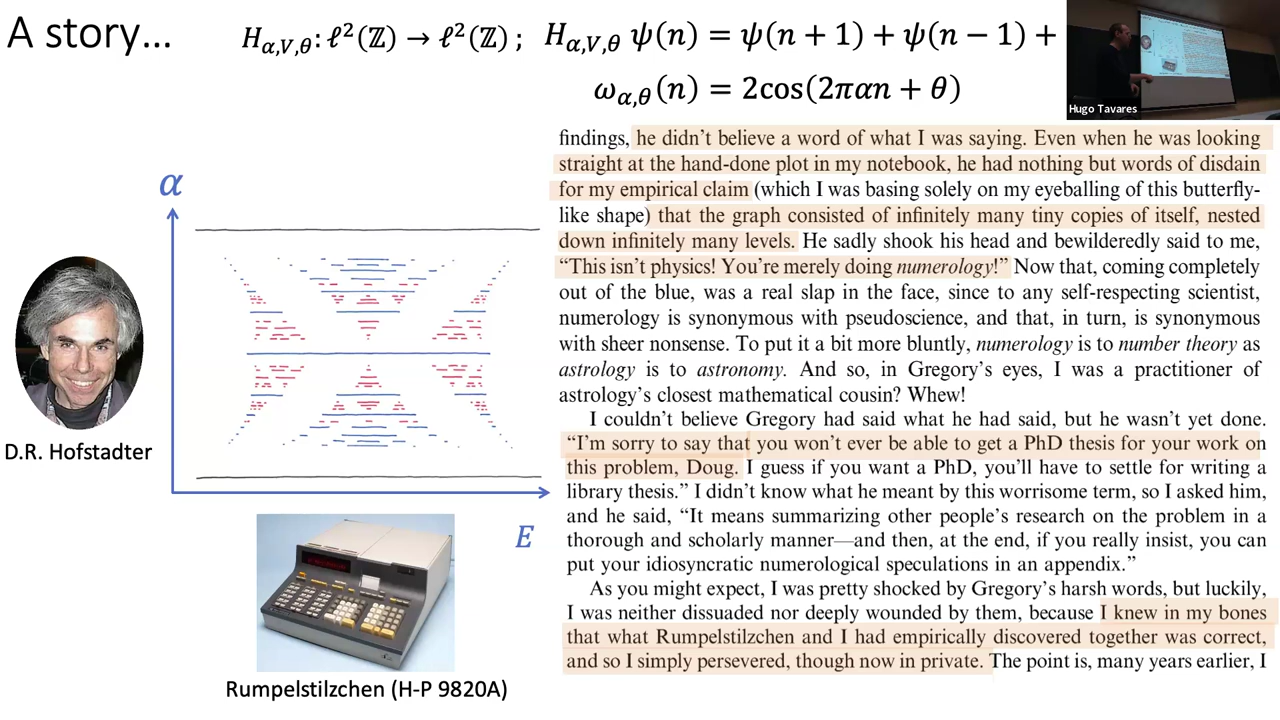 A story...
H_{α,V,θ}: ℓ²(ℤ) → ℓ²(ℤ) ; H_{α,V,θ} ψ(n) = ψ(n + 1) + ψ(n − 1) +
ω_{α,θ}(n) = 2cos(2παn + θ)
Hugo Tavares
findings, he didn’t believe a word of what I was saying. Even when he was looking
straight at the hand-done plot in my notebook, he had nothing but words of disdain
for my empirical claim (which I was basing solely on my eyeballing of this butterfly-
like shape) that the graph consisted of infinitely many tiny copies of itself, nested
down infinitely many levels. He sadly shook his head and bewilderedly said to me,
“This isn’t physics! You’re merely doing numerology!” Now that, coming completely
out of the blue, was a real slap in the face, since to any self-respecting scientist,
numerology is synonymous with pseudoscience, and that, in turn, is synonymous
with sheer nonsense. To put it a bit more bluntly, numerology is to number theory as
astrology is to astronomy. And so, in Gregory’s eyes, I was a practitioner of
astrology’s closest mathematical cousin? Whew!
I couldn’t believe Gregory had said what he had said, but he wasn’t yet done.
“I’m sorry to say that you won’t ever be able to get a PhD thesis for your work on
this problem, Doug. I guess if you want a PhD, you’ll have to settle for writing a
library thesis.” I didn’t know what he meant by this worrisome term, so I asked him,
and he said, “It means summarizing other people’s research on the problem in a
thorough and scholarly manner—and then, at the end, if you really insist, you can
put your idiosyncratic numerological speculations in an appendix.”
As you might expect, I was pretty shocked by Gregory’s harsh words, but luckily,
I was neither dissuaded nor deeply wounded by them, because I knew in my bones
that what Rumpelstilzchen and I had empirically discovered together was correct,
and so I simply persevered, though now in private. The point is, many years earlier, I
α
E
D.R. Hofstadter
Rumpelstilzchen (H-P 9820A)